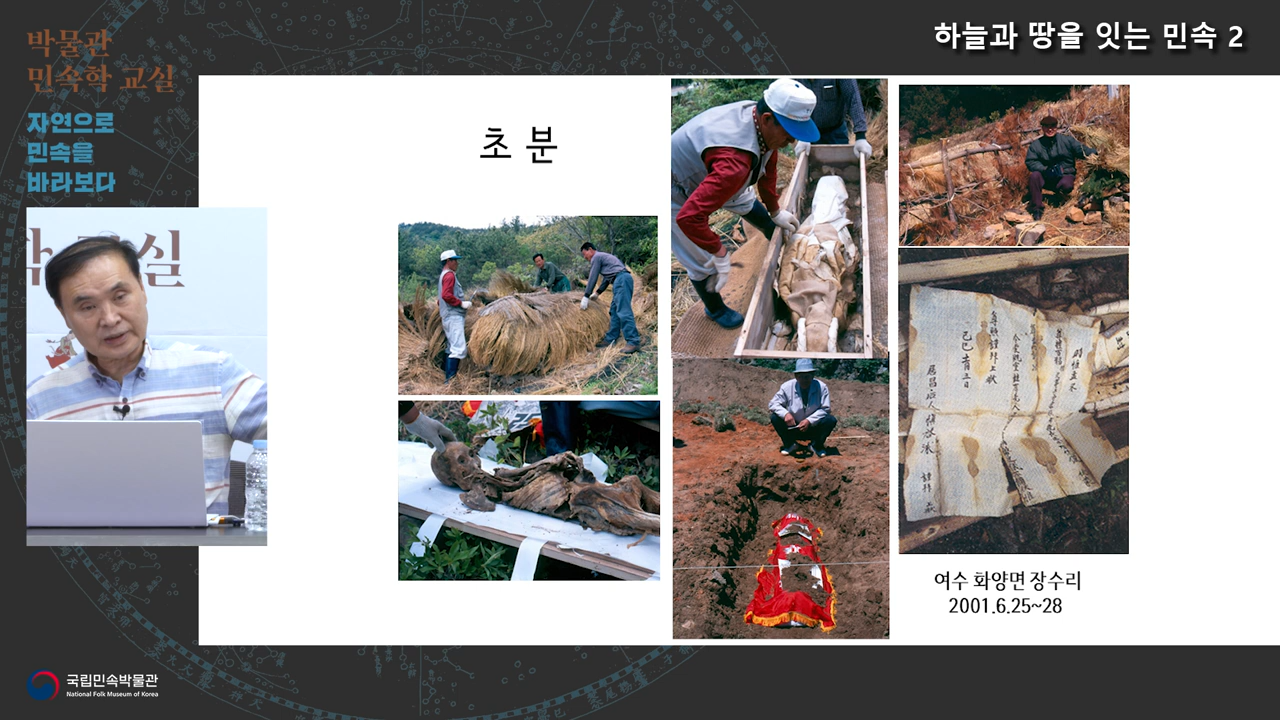 하늘과 땅을 잇는 민속 2
박물관
민속학 교실
자연으로
민속을
바라보다
초 분
여수 화양면 장수리
2001.6.25~28
국립민속박물관
National Folk Museum of Korea